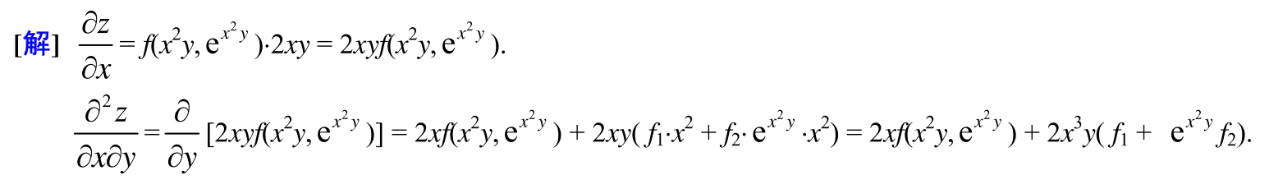 [解] ∂z/∂x = f(x²y, e^{x²y})·2xy = 2xyf(x²y, e^{x²y}).
∂²z/∂x∂y = ∂/∂y [2xyf(x²y, e^{x²y})] = 2xf(x²y, e^{x²y}) + 2xy( f₁·x² + f₂·e^{x²y}·x²) = 2xf(x²y, e^{x²y}) + 2x³y( f₁ + e^{x²y} f₂).